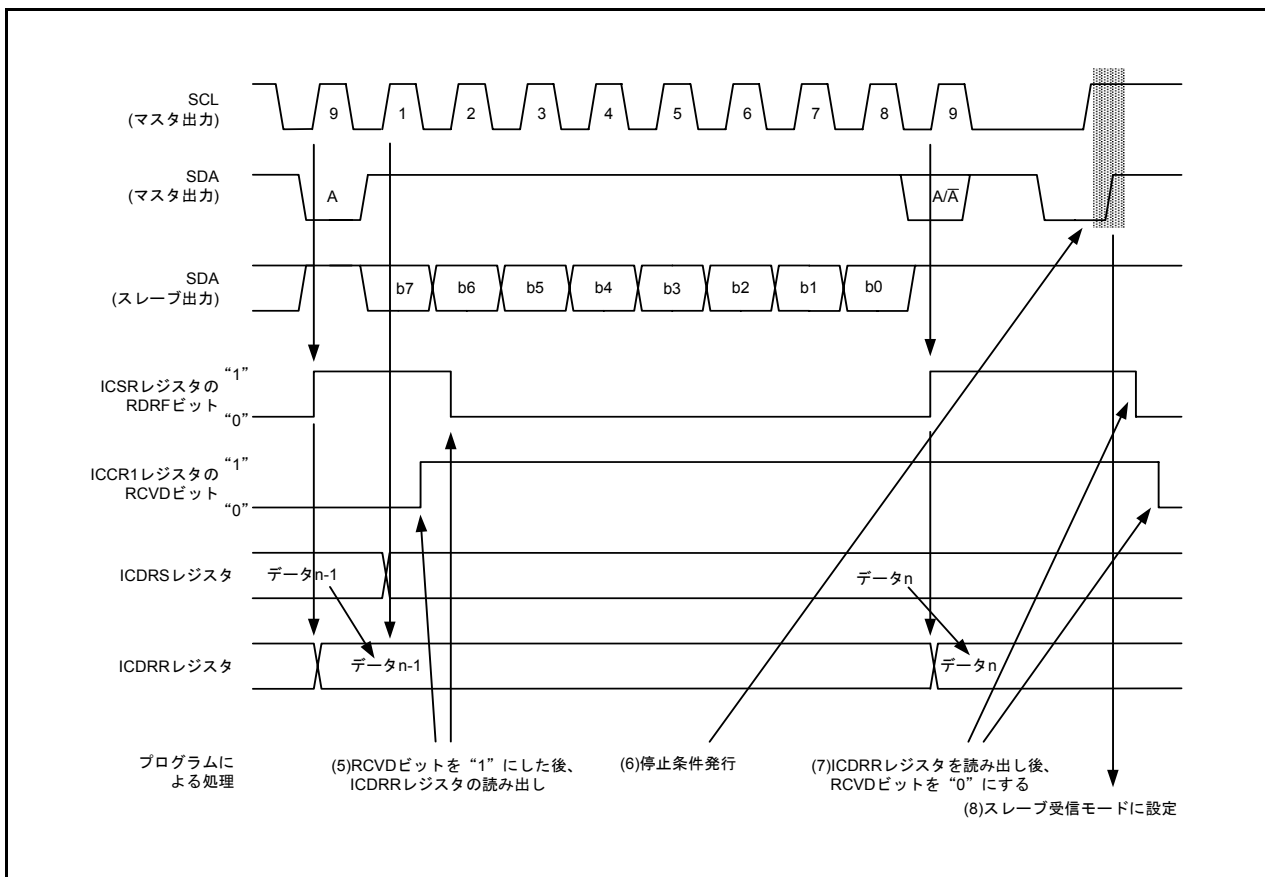 SCL
(マスタ出力)
9 1 2 3 4 5 6 7 8 9
SDA
(マスタ出力)
A
A/A̅
SDA
(スレーブ出力)
b7 b6 b5 b4 b3 b2 b1 b0
ICSRレジスタの
RDRFビット
“1”
“0”
ICCR1レジスタの
RCVDビット
“1”
“0”
ICDRSレジスタ
データn-1
データn
ICDRRレジスタ
データn-1
データn
プログラムに
よる処理
(5)RCVDビットを“1”にした後、
ICDRRレジスタの読み出し
(6)停止条件発行
(7)ICDRRレジスタを読み出し後、
RCVDビットを“0”にする
(8)スレーブ受信モードに設定